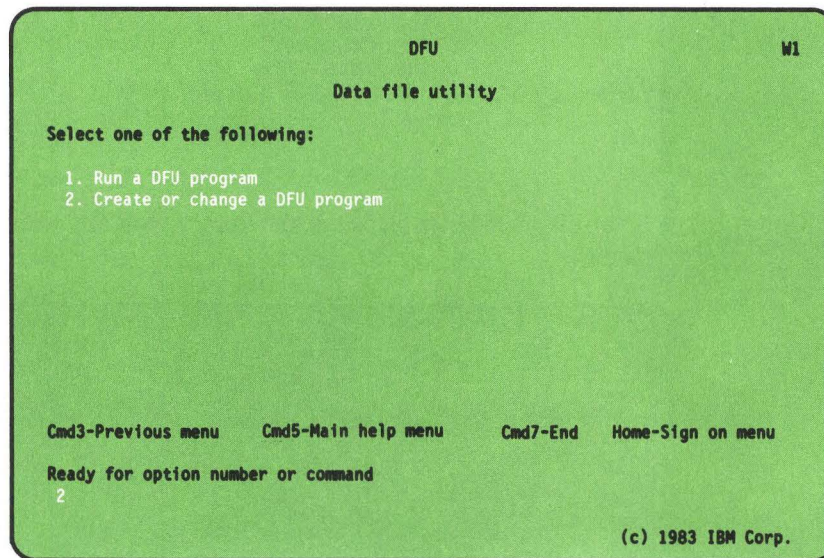 DFU W1
Data file utility
Select one of the following:
1. Run a DFU program
2. Create or change a DFU program
Cmd3-Previous menu Cmd5-Main help menu Cmd7-End Home-Sign on menu
Ready for option number or command
2
(c) 1983 IBM Corp.